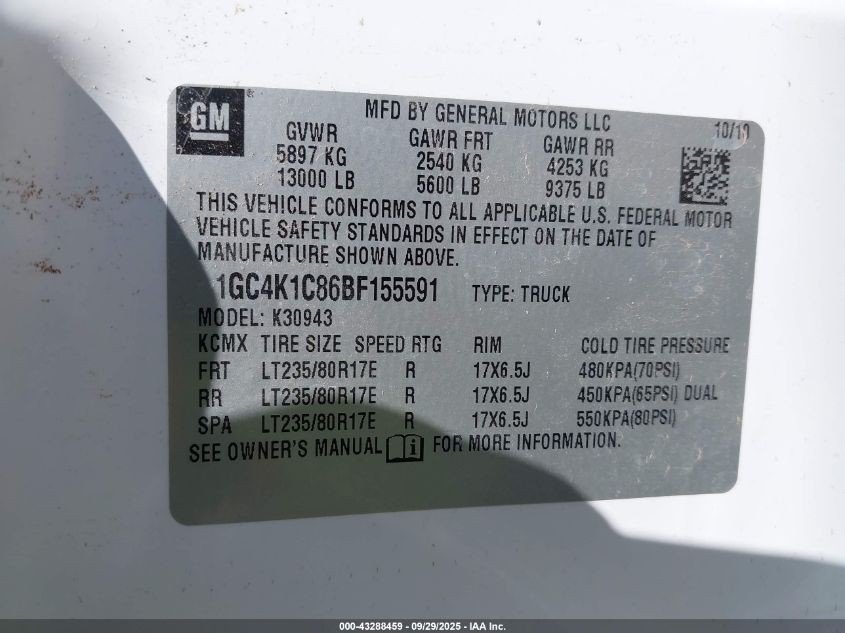 GM
MFD BY GENERAL MOTORS LLC 10/10
GVWR GAWR FRT GAWR RR
5897 KG 2540 KG 4253 KG
13000 LB 5600 LB 9375 LB
THIS VEHICLE CONFORMS TO ALL APPLICABLE U.S. FEDERAL MOTOR
VEHICLE SAFETY STANDARDS IN EFFECT ON THE DATE OF
MANUFACTURE SHOWN ABOVE.
1GC4K1C86BF155591 TYPE: TRUCK
MODEL: K30943
KCMX TIRE SIZE SPEED RTG RIM COLD TIRE PRESSURE
FRT LT235/80R17E R 17X6.5J 480KPA(70PSI)
RR LT235/80R17E R 17X6.5J 450KPA(65PSI) DUAL
SPA LT235/80R17E R 17X6.5J 550KPA(80PSI)
SEE OWNER'S MANUAL i FOR MORE INFORMATION.
000-43288459 - 09/29/2025 - IAA Inc.